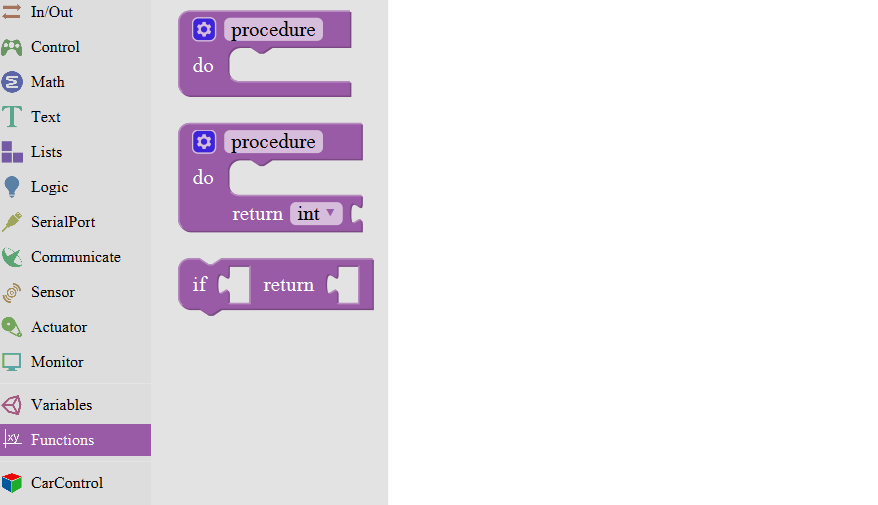 In/Out
Control
Math
Text
Lists
Logic
SerialPort
Communicate
Sensor
Actuator
Monitor
Variables
xy Functions
CarControl
procedure
do
procedure
do
return int
if return